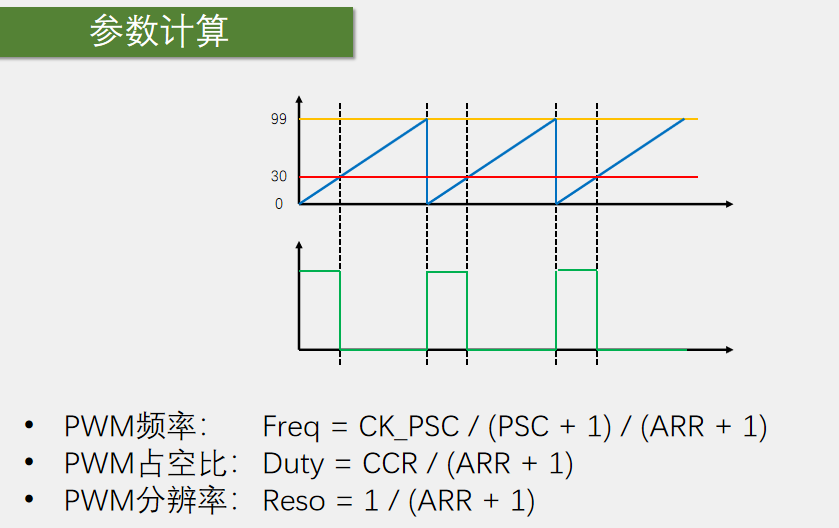 参数计算
99
30
0
• PWM频率： Freq = CK_PSC / (PSC + 1) / (ARR + 1)
• PWM占空比： Duty = CCR / (ARR + 1)
• PWM分辨率： Reso = 1 / (ARR + 1)